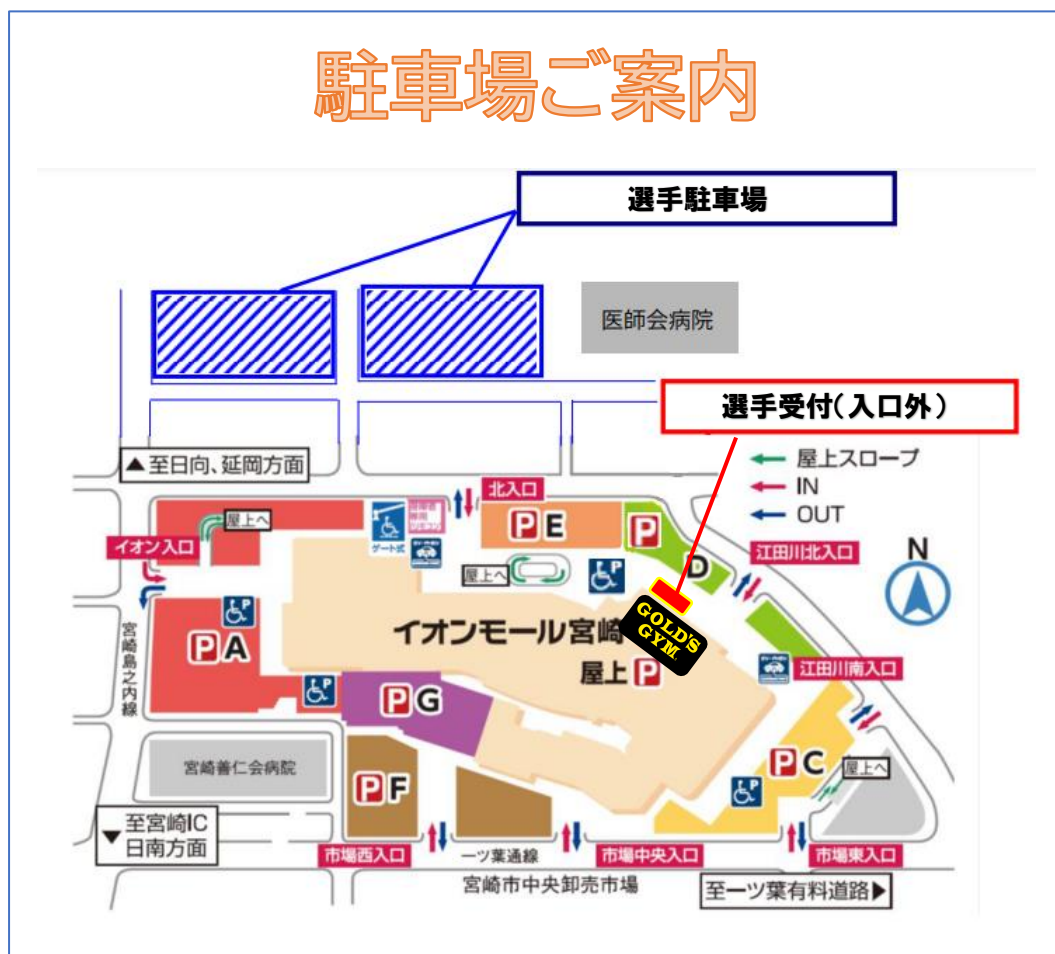 駐車場ご案内
選手駐車場
医師会病院
選手受付(入口外)
▲至日向、延岡方面
屋上スロープ
IN
OUT
北入口
屋上へ
イオン入口
ゲート式
P E
P
D
江田川北入口
N
屋上へ
P
GOLD'S
GYM
イオンモール宮崎
屋上 P
P A
P
宮崎島之内線
江田川南入口
P
P G
P C
屋上へ
宮崎善仁会病院
P F
P
▼至宮崎IC
日南方面
市場西入口
一ツ葉通線
市場中央入口
市場東入口
宮崎市中央卸売市場
至一ツ葉有料道路▶